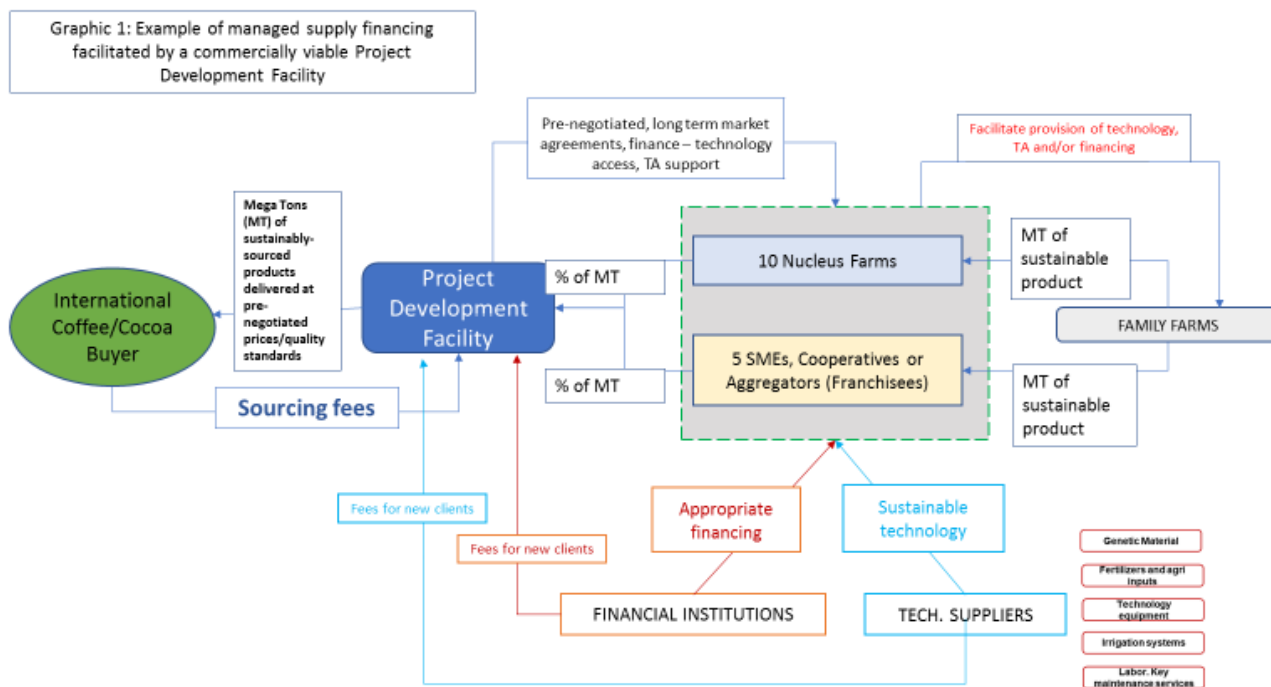 Graphic 1: Example of managed supply financing
facilitated by a commercially viable Project
Development Facility
Pre-negotiated, long term market
agreements, finance – technology
access, TA support
Facilitate provision of technology,
TA and/or financing
Mega Tons
(MT) of
sustainably-
sourced
products
delivered at
pre-
negotiated
prices/quality
standards
International
Coffee/Cocoa
Buyer
Project
Development
Facility
% of MT
% of MT
10 Nucleus Farms
5 SMEs, Cooperatives or
Aggregators (Franchisees)
MT of
sustainable
product
FAMILY FARMS
MT of
sustainable
product
Sourcing fees
Fees for new clients
Fees for new clients
Appropriate
financing
Sustainable
technology
FINANCIAL INSTITUTIONS
TECH. SUPPLIERS
Genetic Material
Fertilizers and agri
inputs
Technology
equipment
Irrigation systems
Labor. Key
maintenance services